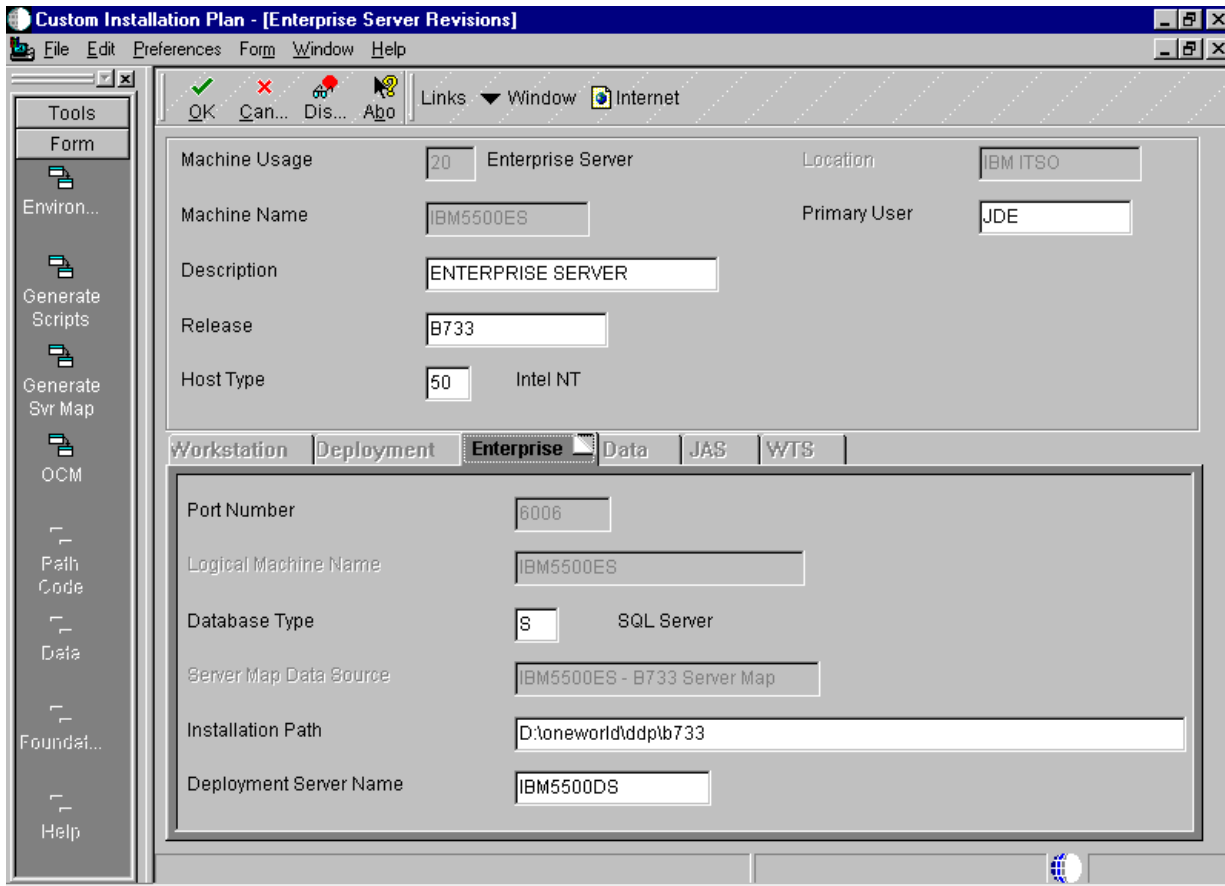 Custom Installation Plan - [Enterprise Server Revisions]
File Edit Preferences Form Window Help
Tools
Form
Environ...
Generate
Scripts
Generate
Svr Map
OCM
Path
Code
Data
Foundat...
Help
OK Can... Dis... Abo Links Window Internet
Machine Usage 20 Enterprise Server Location IBM ITSO
Machine Name IBM5500ES Primary User JDE
Description ENTERPRISE SERVER
Release B733
Host Type 50 Intel NT
Workstation Deployment Enterprise Data JAS WTS
Port Number 6006
Logical Machine Name IBM5500ES
Database Type S SQL Server
Server Map Data Source IBM5500ES - B733 Server Map
Installation Path D:\oneworld\ddp\b733
Deployment Server Name IBM5500DS